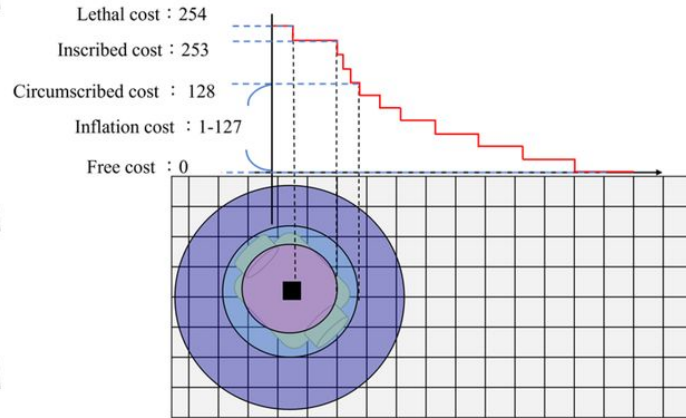 Lethal cost：254
Inscribed cost：253
Circumscribed cost： 128
Inflation cost ：1-127
Free cost ：0